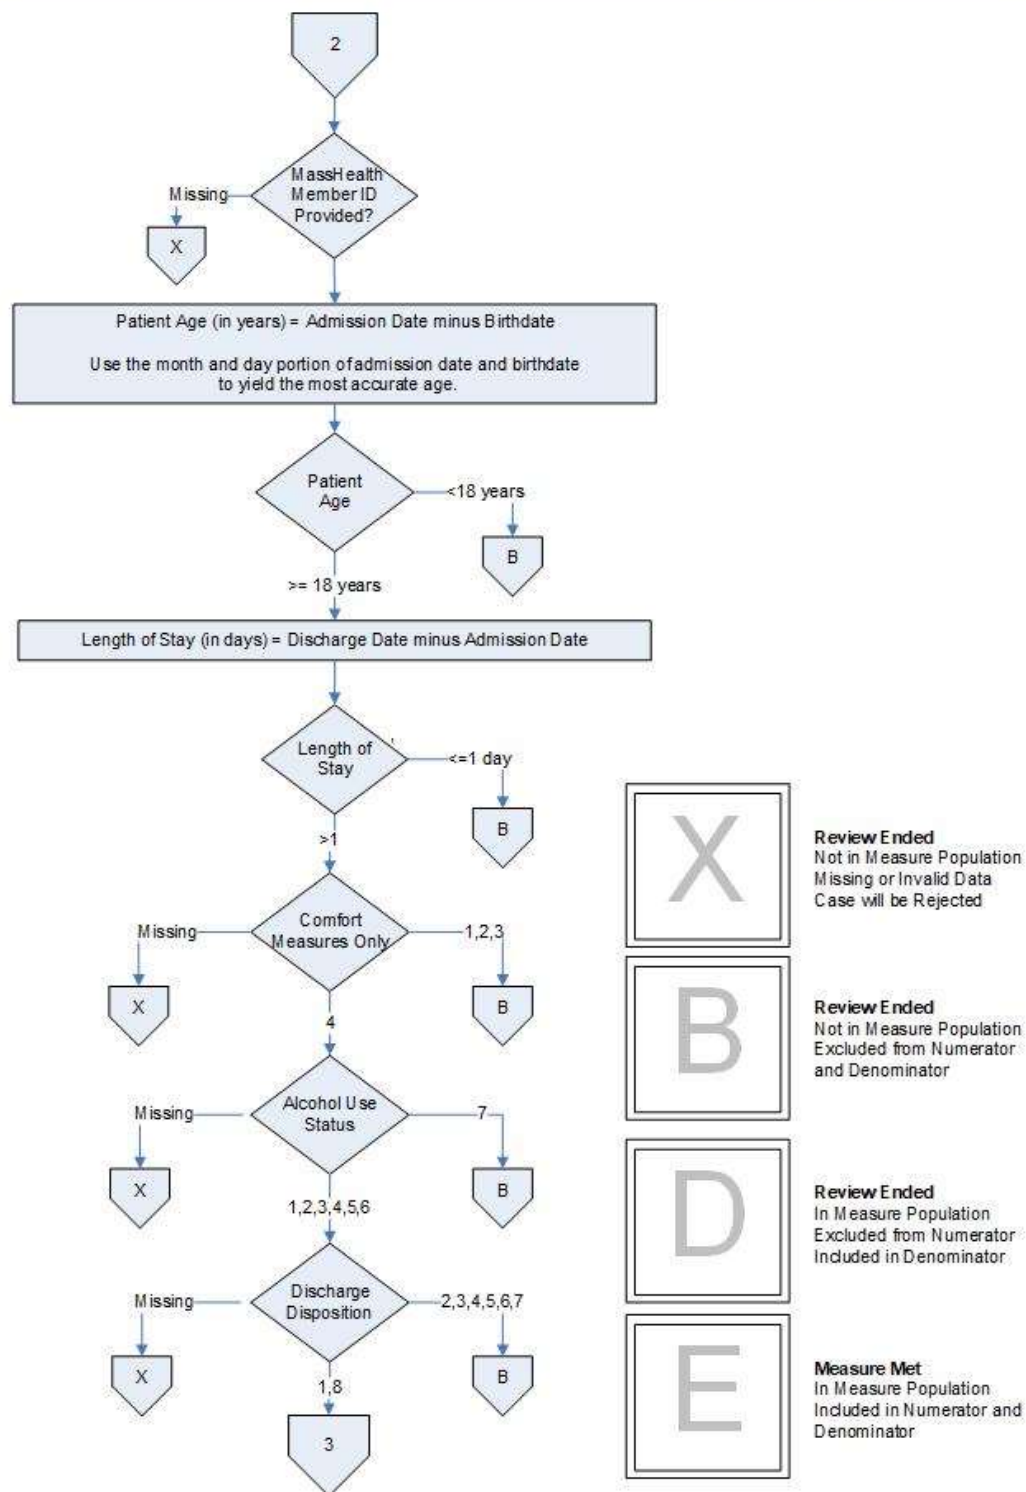 2
MassHealth
Member ID
Provided?
Missing
X
Patient Age (in years) = Admission Date minus Birthdate
Use the month and day portion of admission date and birthdate
to yield the most accurate age.
Patient
Age
<18 years
B
>= 18 years
Length of Stay (in days) = Discharge Date minus Admission Date
Length of
Stay
<=1 day
B
>1
Comfort
Measures Only
Missing
1,2,3
X
B
4
Alcohol Use
Status
Missing
7
X
B
1,2,3,4,5,6
Discharge
Disposition
Missing
2,3,4,5,6,7
X
B
1,8
3
X
Review Ended
Not in Measure Population
Missing or Invalid Data
Case will be Rejected
B
Review Ended
Not in Measure Population
Excluded from Numerator
and Denominator
D
Review Ended
In Measure Population
Excluded from Numerator
Included in Denominator
E
Measure Met
In Measure Population
Included in Numerator and
Denominator